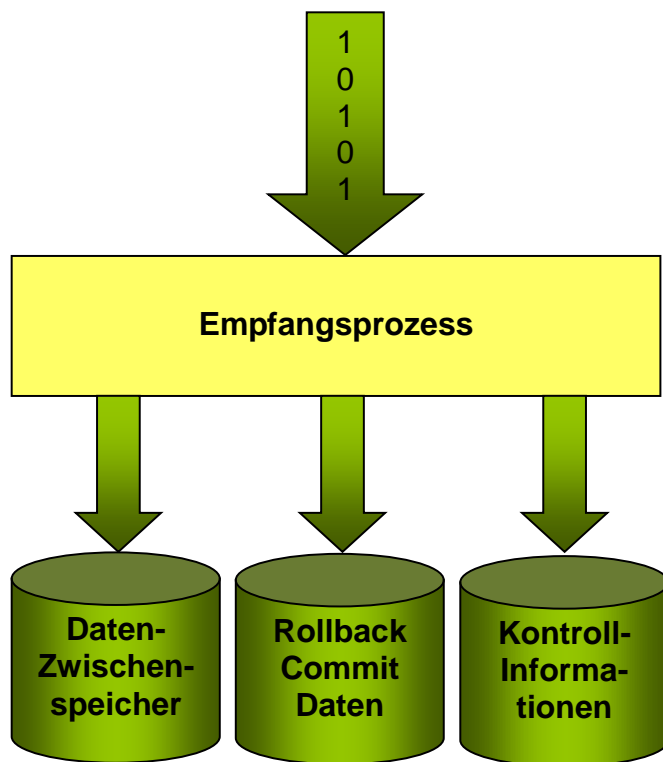 1
0
1
0
1
Empfangsprozess
Daten-
Zwischen-
speicher
Rollback
Commit
Daten
Kontroll-
Informa-
tionen